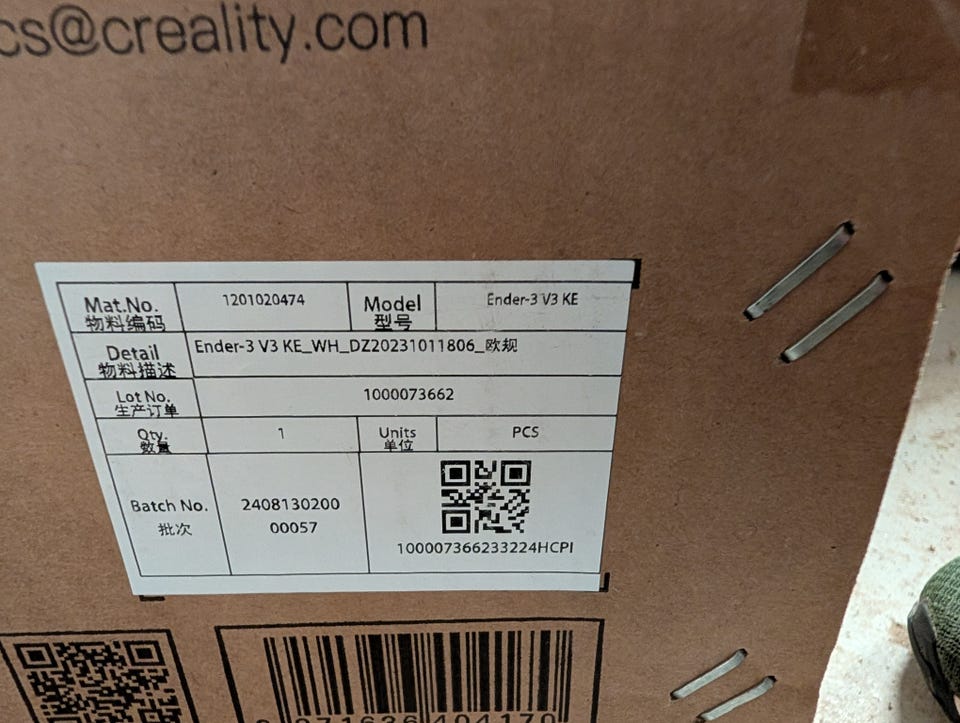 cs@creality.com
Mat.No. 1201020474 Model Ender-3 V3 KE
物料编码 型号
Detail Ender-3 V3 KE_WH_DZ20231011806_欧规
物料描述
Lot No. 1000073662
生产订单
Qty. 1 Units PCS
数量 单位
Batch No. 2408130200
批次 00057
100007366233224HCPI